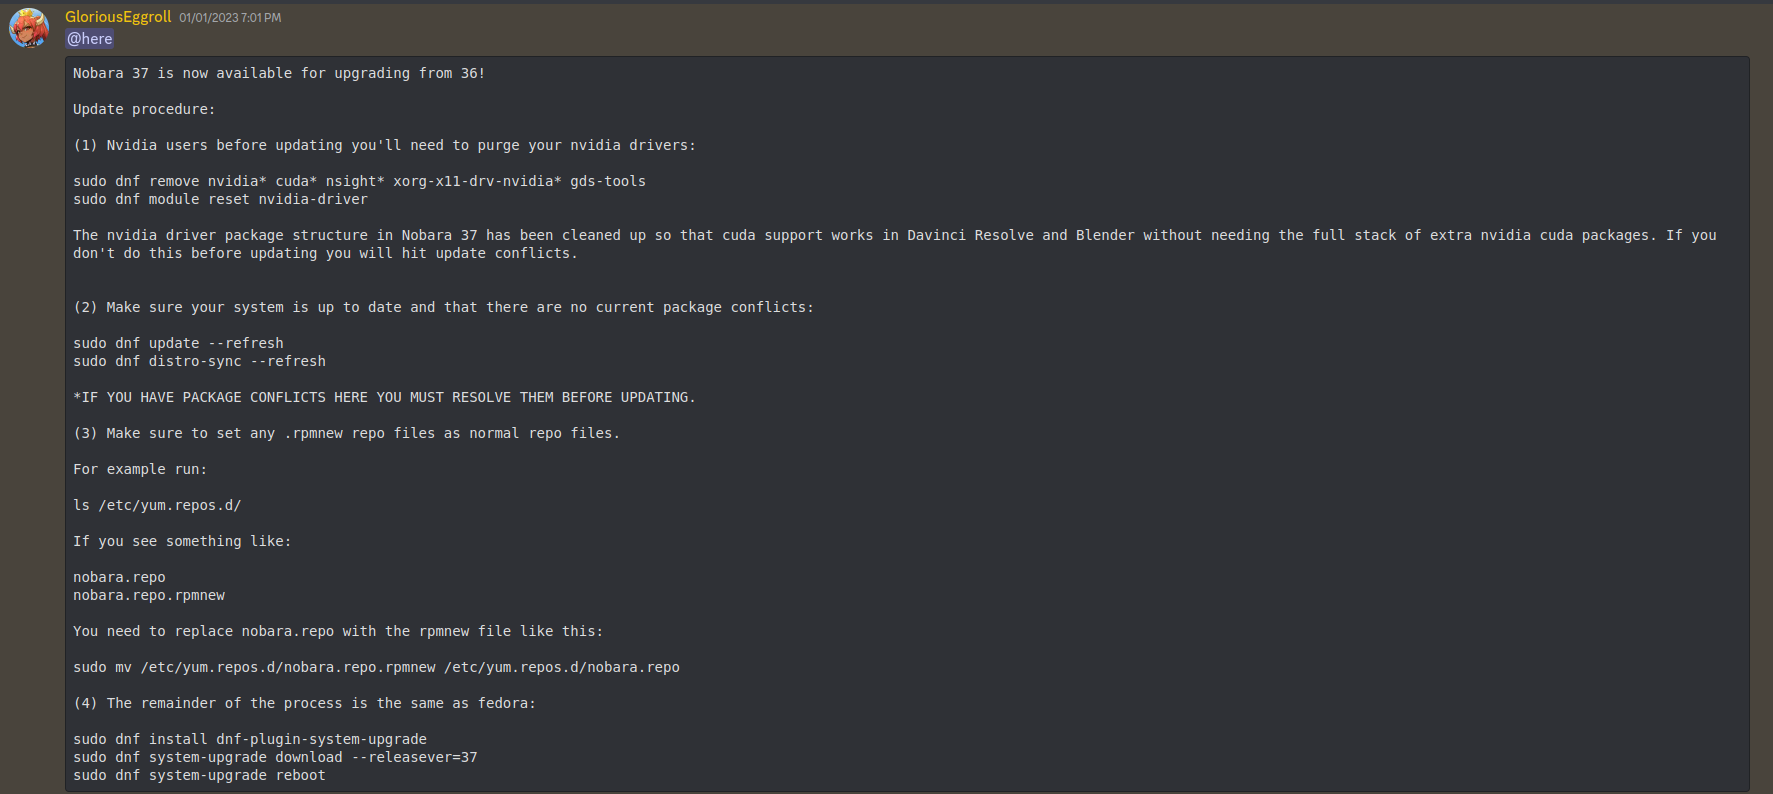 GloriousEggroll 01/01/2023 7:01 PM
@here
Nobara 37 is now available for upgrading from 36!
Update procedure:
(1) Nvidia users before updating you'll need to purge your nvidia drivers:
sudo dnf remove nvidia* cuda* nsight* xorg-x11-drv-nvidia* gds-tools
sudo dnf module reset nvidia-driver
The nvidia driver package structure in Nobara 37 has been cleaned up so that cuda support works in Davinci Resolve and Blender without needing the full stack of extra nvidia cuda packages. If you
don't do this before updating you will hit update conflicts.
(2) Make sure your system is up to date and that there are no current package conflicts:
sudo dnf update --refresh
sudo dnf distro-sync --refresh
*IF YOU HAVE PACKAGE CONFLICTS HERE YOU MUST RESOLVE THEM BEFORE UPDATING.
(3) Make sure to set any .rpmnew repo files as normal repo files.
For example run:
ls /etc/yum.repos.d/
If you see something like:
nobara.repo
nobara.repo.rpmnew
You need to replace nobara.repo with the rpmnew file like this:
sudo mv /etc/yum.repos.d/nobara.repo.rpmnew /etc/yum.repos.d/nobara.repo
(4) The remainder of the process is the same as fedora:
sudo dnf install dnf-plugin-system-upgrade
sudo dnf system-upgrade download --releasever=37
sudo dnf system-upgrade reboot